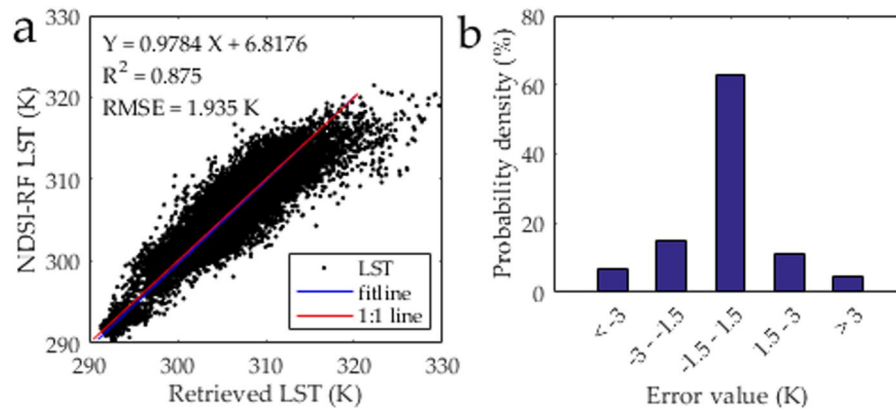 a
Y = 0.9784 X + 6.8176
R² = 0.875
RMSE = 1.935 K
NDSI-RF LST (K)
320
310
300
290
LST
fitline
1:1 line
290 300 310 320 330
Retrieved LST (K)
b
Probability density (%)
80
60
40
20
0
< -3
-3 - -1.5
-1.5 - 1.5
1.5 - 3
> 3
Error value (K)